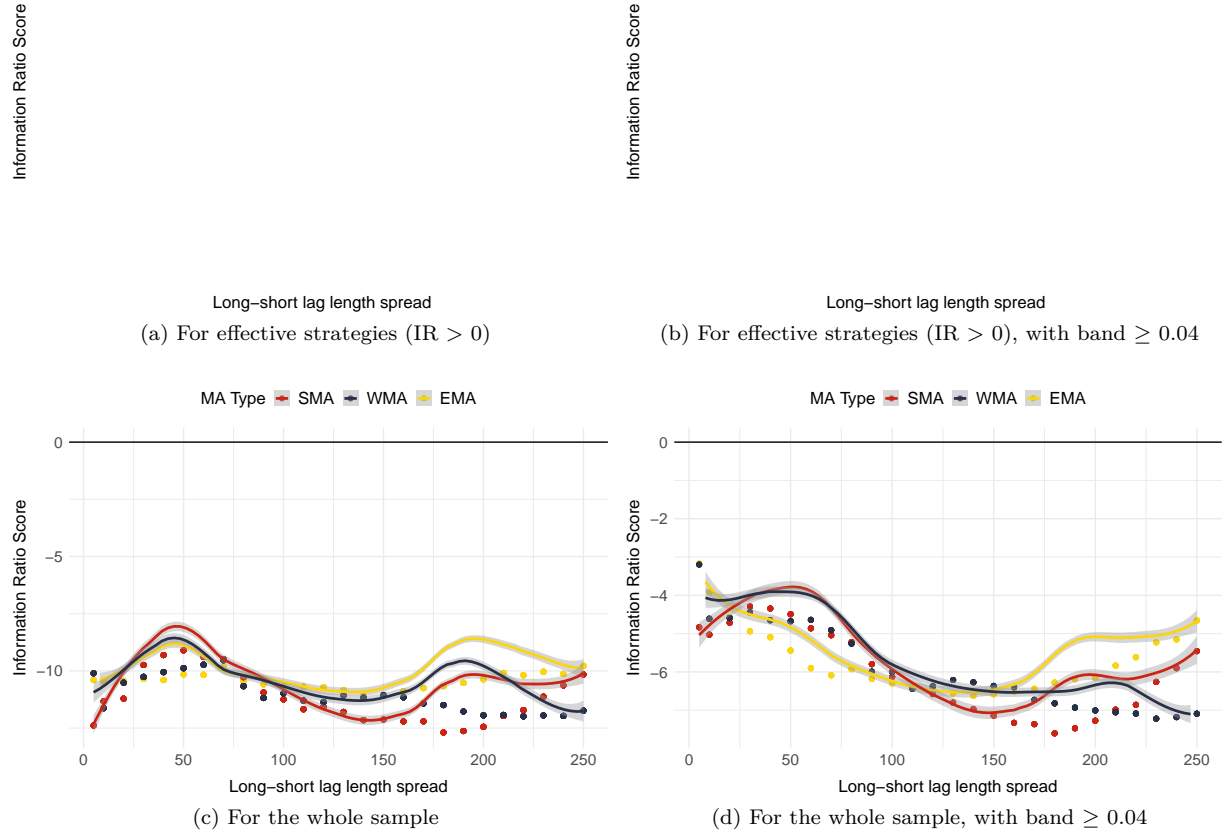 Information Ratio Score
Long−short lag length spread
(a) For effective strategies (IR > 0)
Information Ratio Score
Long−short lag length spread
(b) For effective strategies (IR > 0), with band ≥ 0.04
MA Type SMA WMA EMA
0
−5
−10
Information Ratio Score
0 50 100 150 200 250
Long−short lag length spread
(c) For the whole sample
MA Type SMA WMA EMA
0
−2
−4
−6
Information Ratio Score
0 50 100 150 200 250
Long−short lag length spread
(d) For the whole sample, with band ≥ 0.04